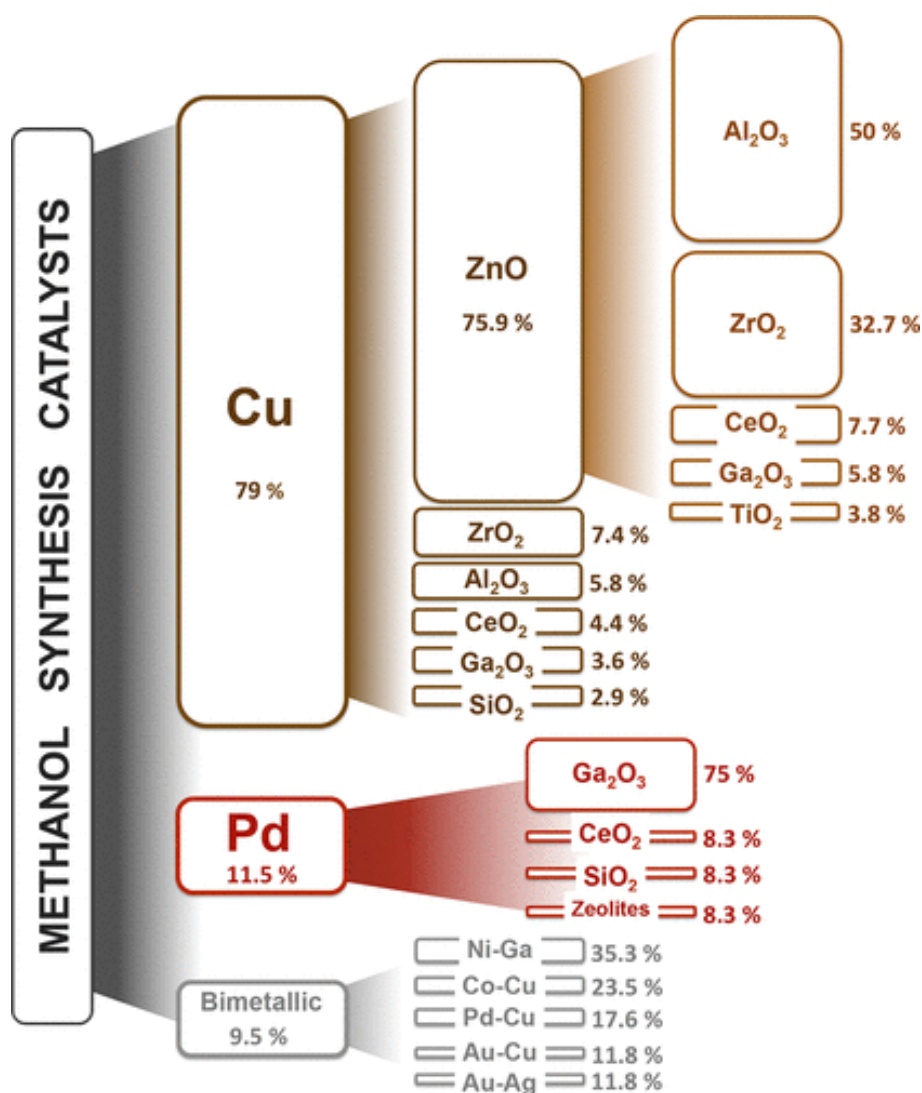 METHANOL SYNTHESIS CATALYSTS
Cu
79 %
ZnO
75.9 %
Al₂O₃ 50 %
ZrO₂ 32.7 %
CeO₂ 7.7 %
Ga₂O₃ 5.8 %
TiO₂ 3.8 %
ZrO₂ 7.4 %
Al₂O₃ 5.8 %
CeO₂ 4.4 %
Ga₂O₃ 3.6 %
SiO₂ 2.9 %
Pd
11.5 %
Ga₂O₃ 75 %
CeO₂ 8.3 %
SiO₂ 8.3 %
Zeolites 8.3 %
Bimetallic
9.5 %
Ni-Ga 35.3 %
Co-Cu 23.5 %
Pd-Cu 17.6 %
Au-Cu 11.8 %
Au-Ag 11.8 %